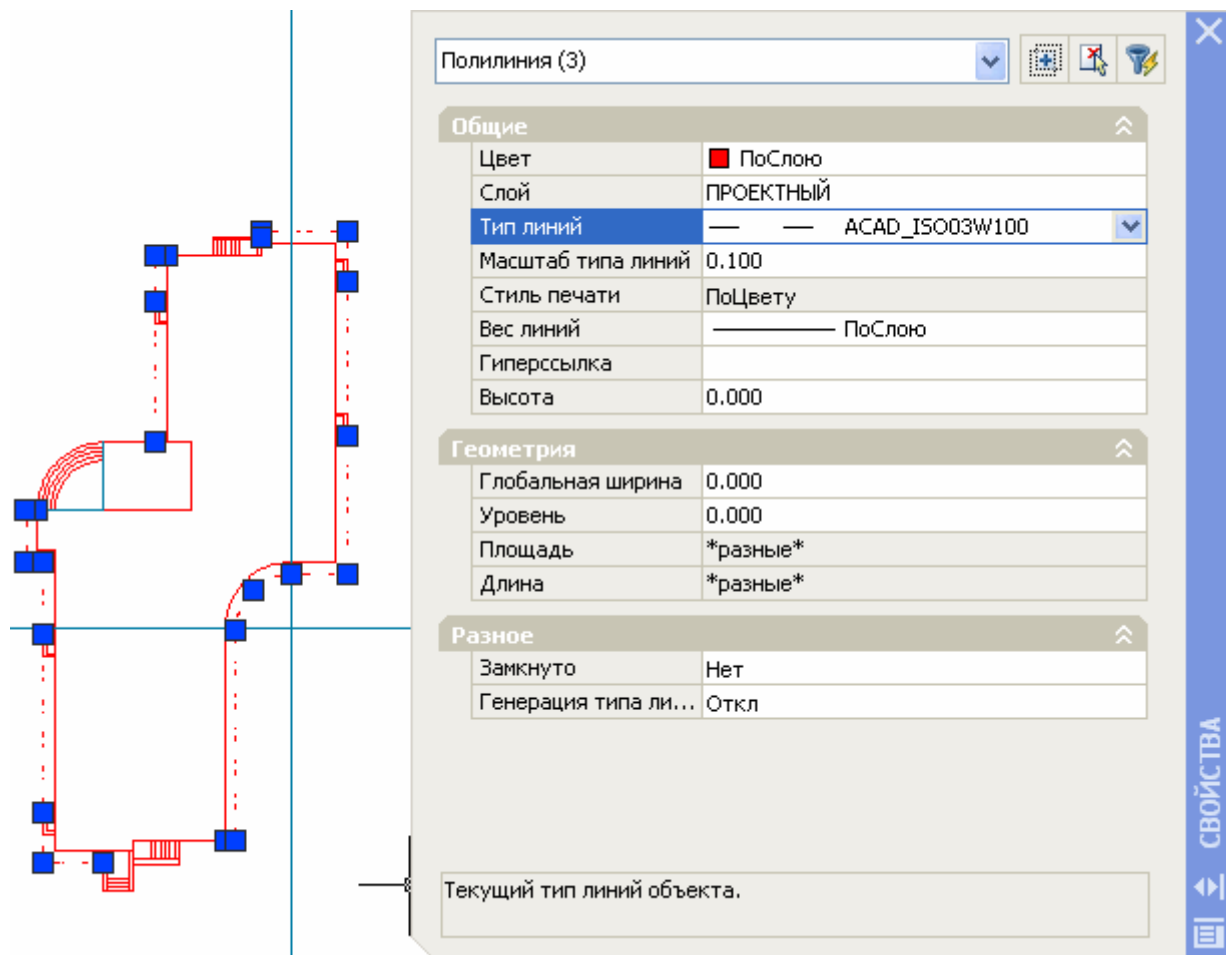 Полилиния (3)
Общие
Цвет ПоСлою
Слой ПРОЕКТНЫЙ
Тип линий ACAD_ISO03W100
Масштаб типа линий 0.100
Стиль печати ПоЦвету
Вес линий ПоСлою
Гиперссылка
Высота 0.000
Геометрия
Глобальная ширина 0.000
Уровень 0.000
Площадь *разные*
Длина *разные*
Разное
Замкнуто Нет
Генерация типа ли... Откл
Текущий тип линий объекта.
СВОЙСТВА